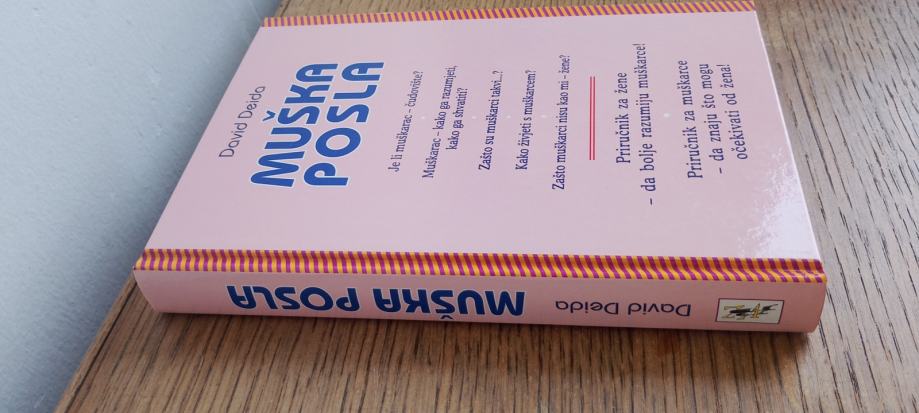 David Deida
MUŠKA
POSLA
Je li muškarac – čudovište?
Muškarac – kako ga razumjeti,
kako ga shvatiti?
Zašto su muškarci takvi...?
Kako živjeti s muškarcem?
Zašto muškarci nisu kao mi – žene?
Priručnik za žene
– da bolje razumiju muškarce!
Priručnik za muškarce
– da znaju što mogu
očekivati od žena!
MUŠKA POSLA
David Deida